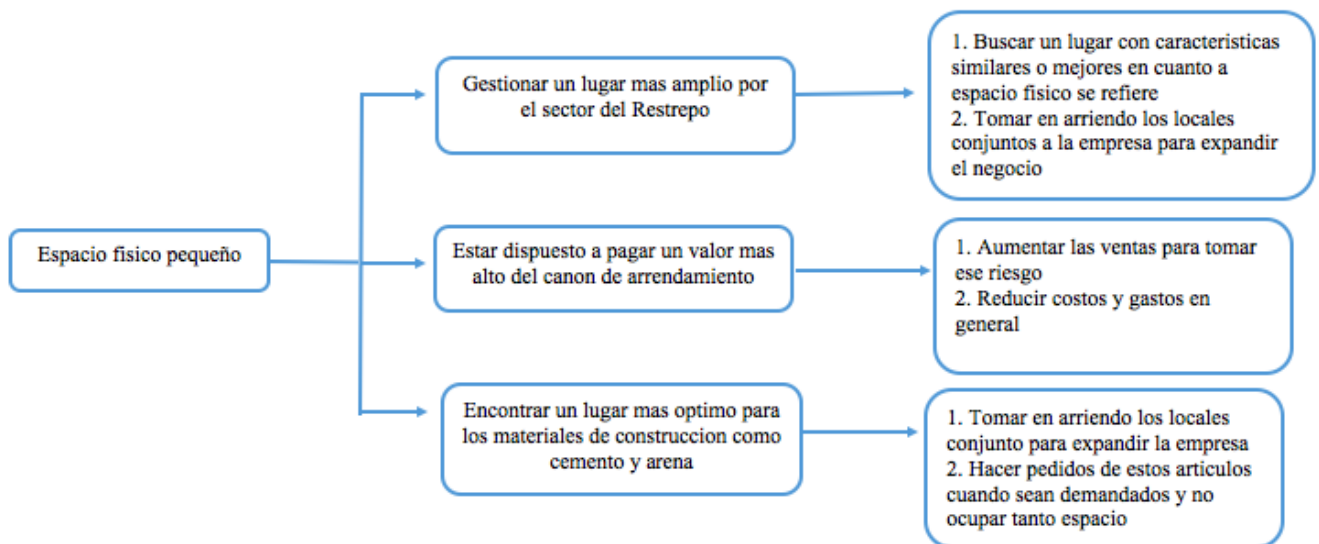 Espacio fisico pequeño
Gestionar un lugar mas amplio por
el sector del Restrepo
1. Buscar un lugar con caracteristicas
similares o mejores en cuanto a
espacio fisico se refiere
2. Tomar en arriendo los locales
conjuntos a la empresa para expandir
el negocio
Estar dispuesto a pagar un valor mas
alto del canon de arrendamiento
1. Aumentar las ventas para tomar
ese riesgo
2. Reducir costos y gastos en
general
Encontrar un lugar mas optimo para
los materiales de construccion como
cemento y arena
1. Tomar en arriendo los locales
conjunto para expandir la empresa
2. Hacer pedidos de estos articulos
cuando sean demandados y no
ocupar tanto espacio